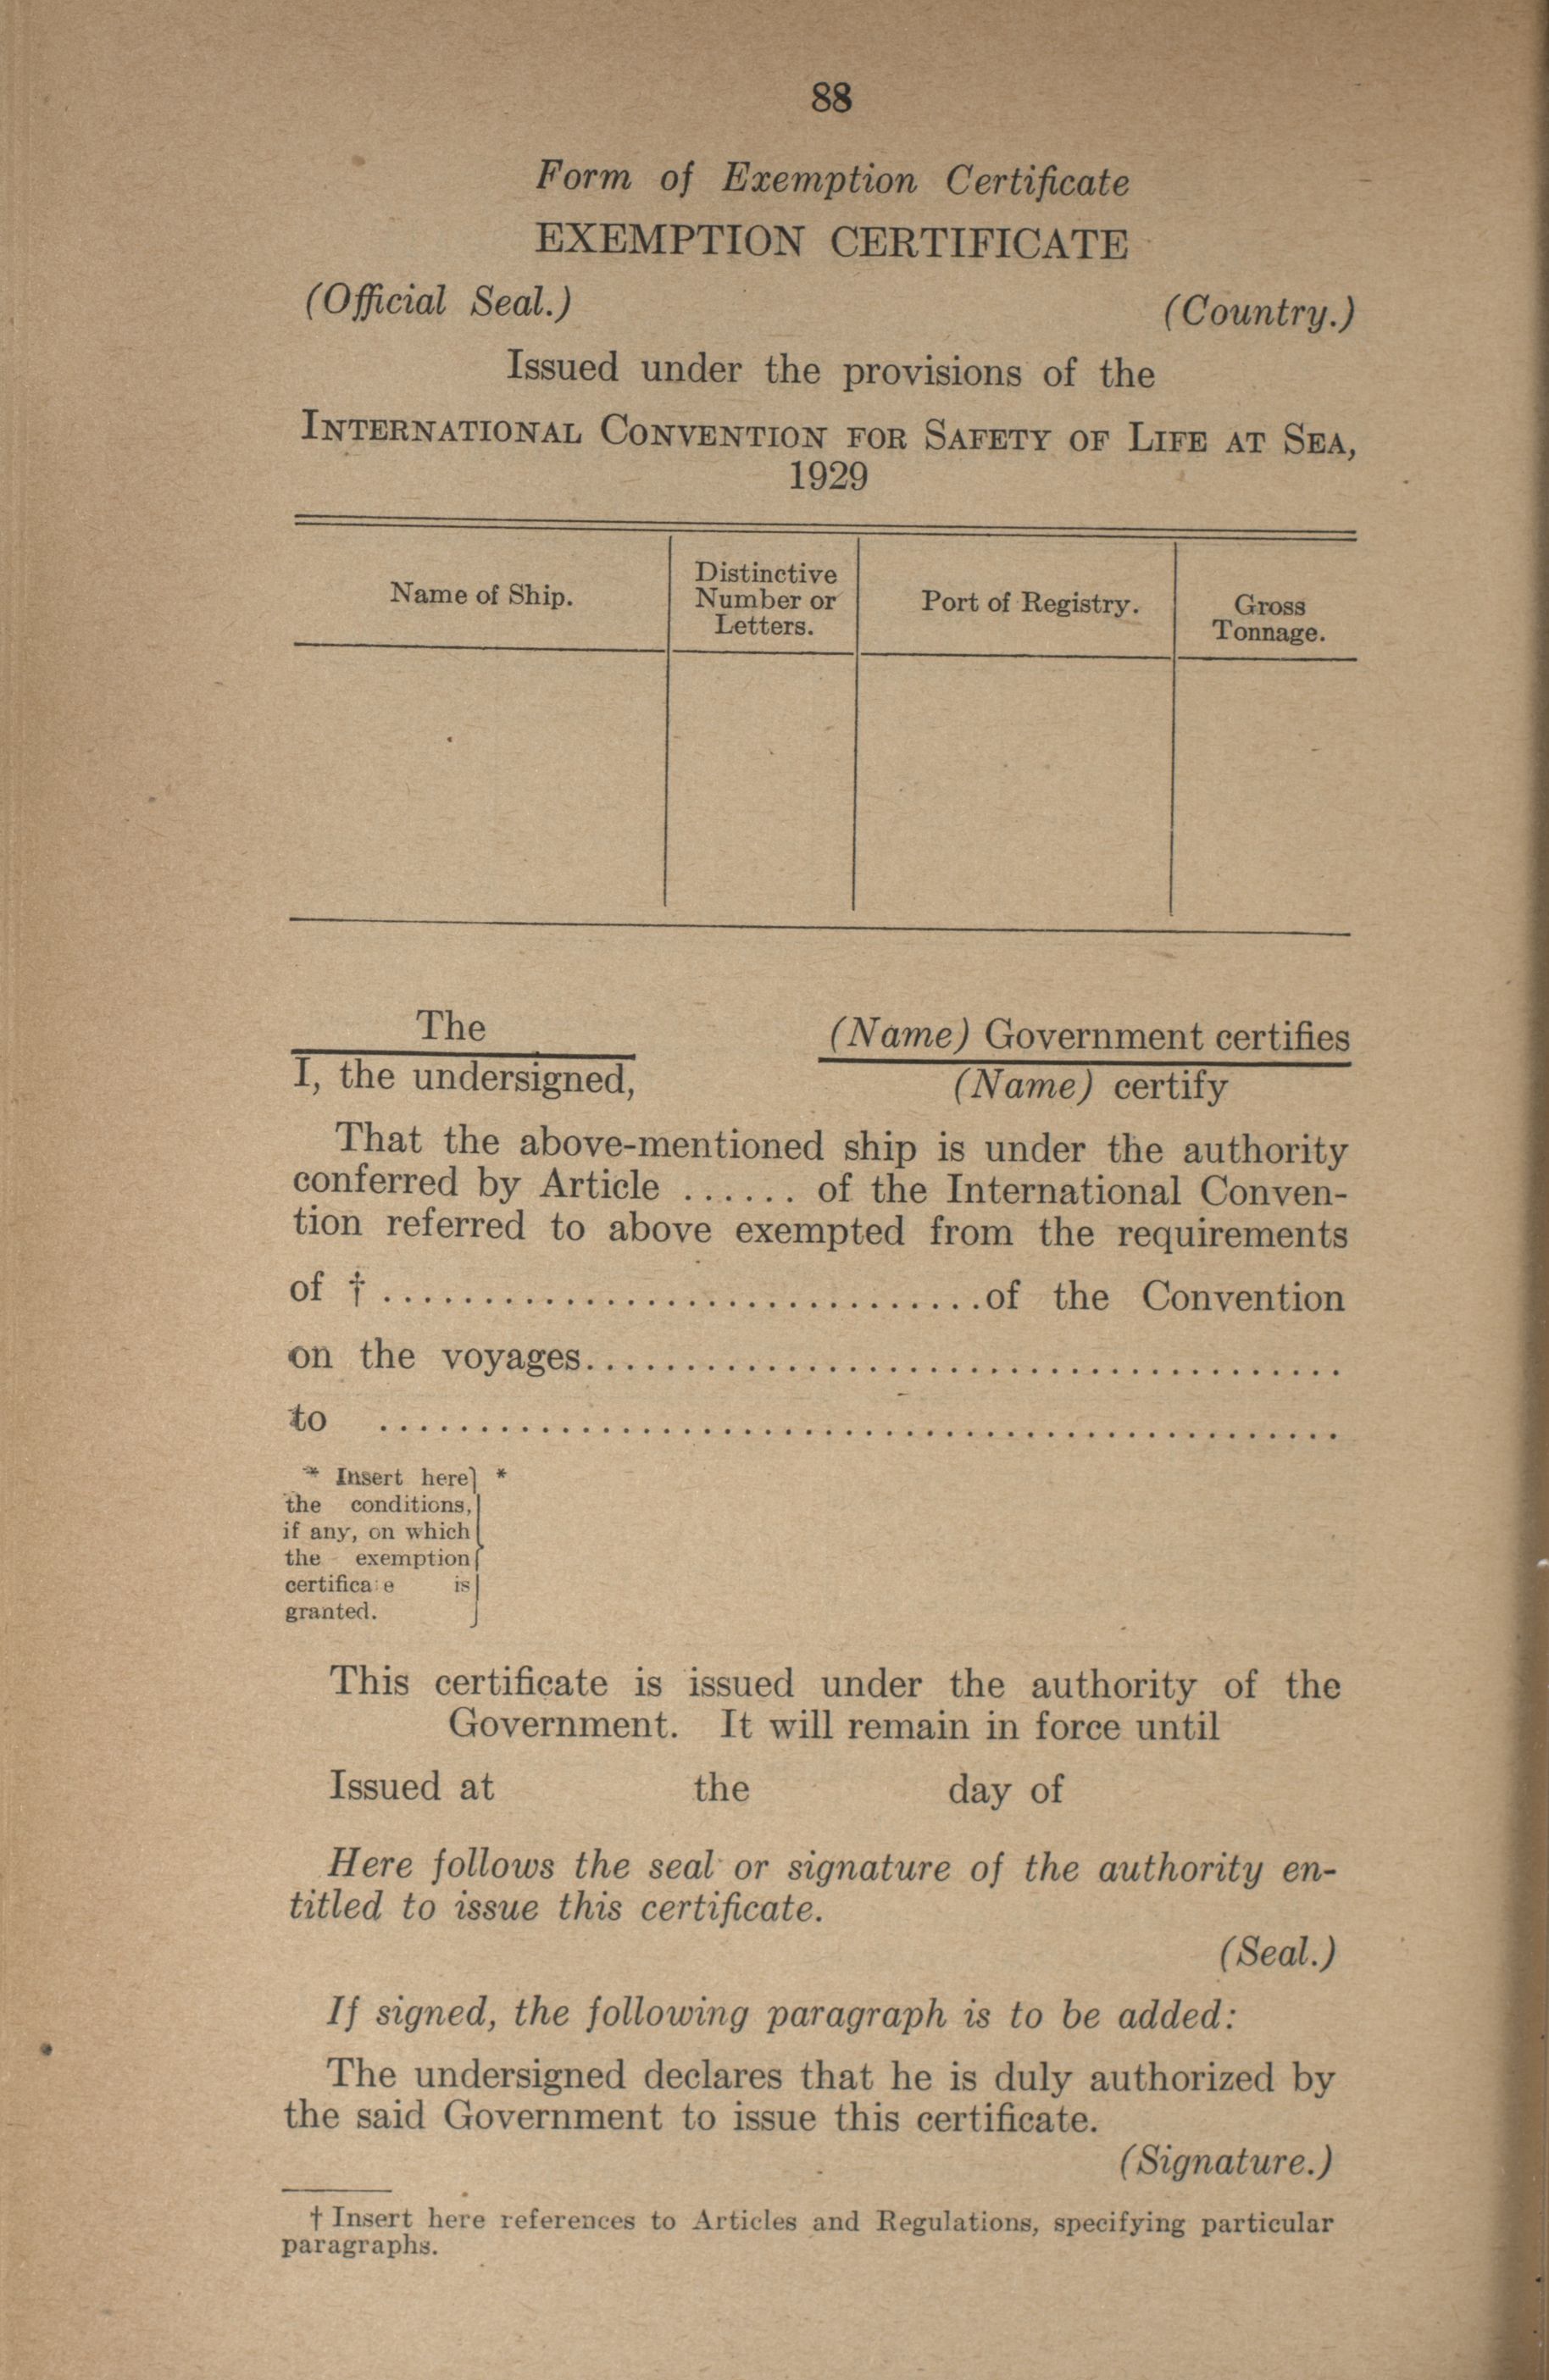 88
Form of Exemption Certificate
EXEMPTION CERTIFICATE
(Official Seal.) (Country.)
Issued under the provisions of the
INTERNATIONAL CONVENTION FOR SAFETY OF LIFE AT SEA,
1929
Name of Ship.
Distinctive
Number or
Letters.
Port of Registry.
Gross
Tonnage.
The (Name) Government certifies
I, the undersigned, (Name) certify
That the above-mentioned ship is under the authority
conferred by Article ...... of the International Conven-
tion referred to above exempted from the requirements
of † .............................. of the Convention
on the voyages......................................
to ................................................
* Insert here } *
the conditions,
if any, on which
the exemption
certificate is
granted.
This certificate is issued under the authority of the
Government. It will remain in force until
Issued at the day of
Here follows the seal or signature of the authority en-
titled to issue this certificate.
(Seal.)
If signed, the following paragraph is to be added:
The undersigned declares that he is duly authorized by
the said Government to issue this certificate.
(Signature.)
† Insert here references to Articles and Regulations, specifying particular
paragraphs.